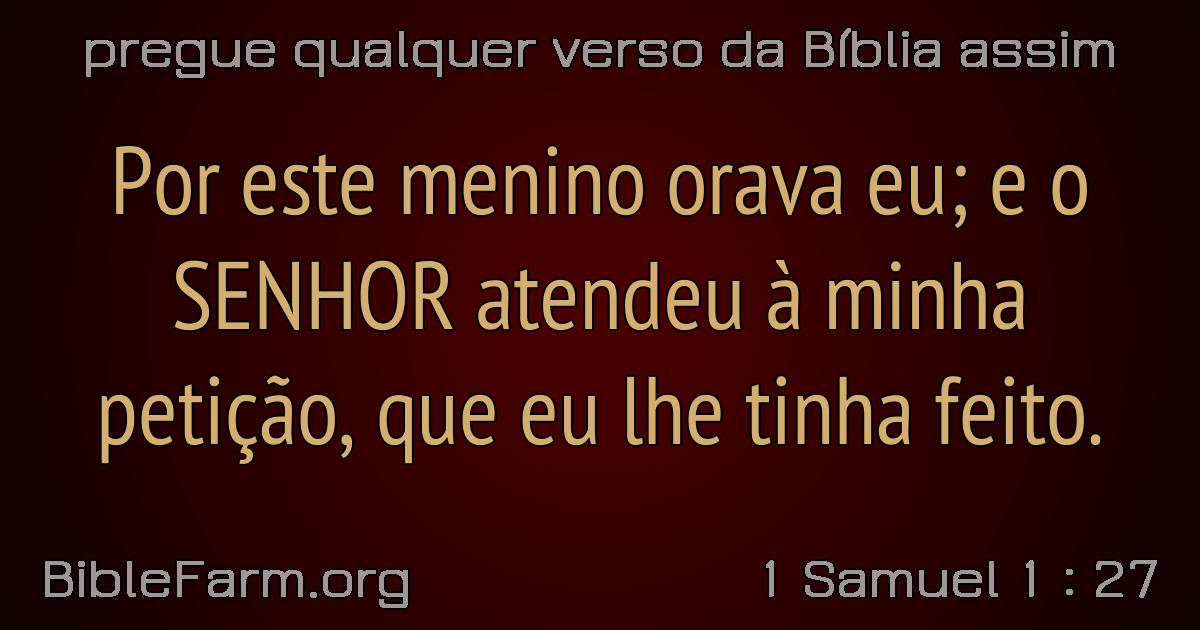 pregue qualquer verso da Bíblia assim
Por este menino orava eu; e o
SENHOR atendeu à minha
petição, que eu lhe tinha feito.
BibleFarm.org
1 Samuel 1 : 27